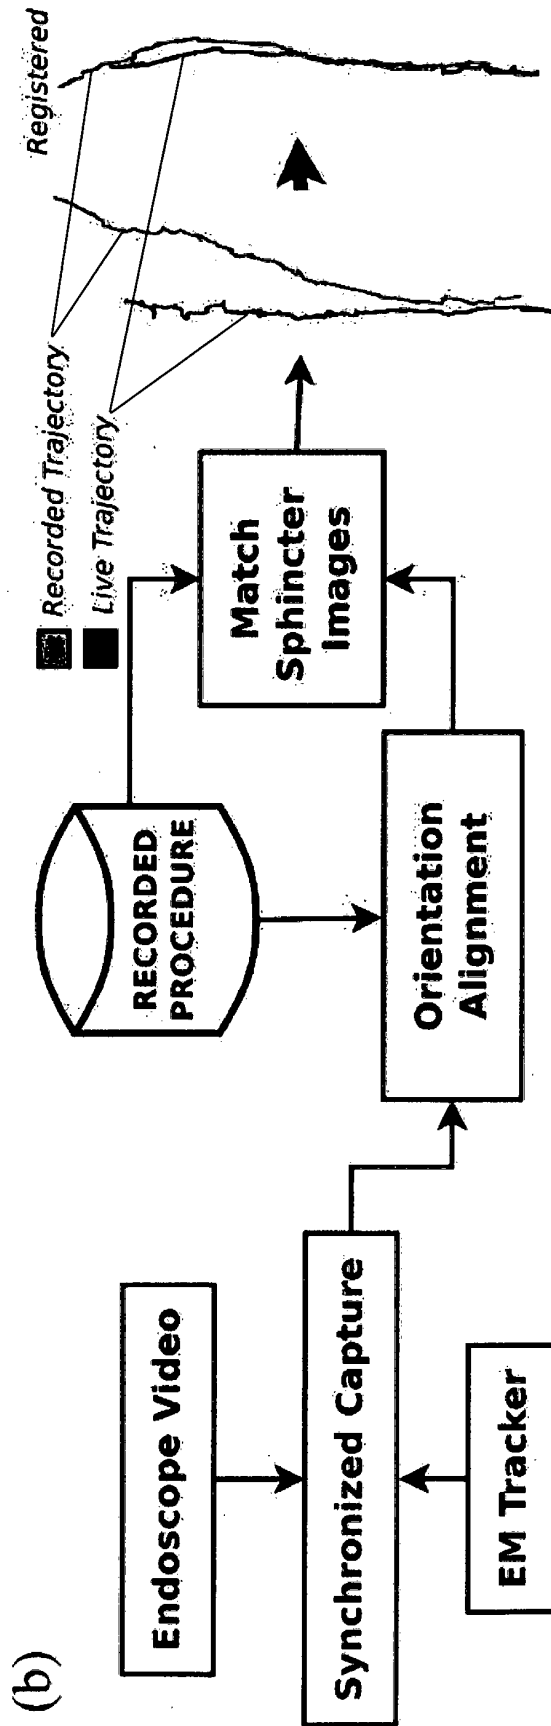 (b)
Endoscope Video
Synchronized Capture
EM Tracker
RECORDED
PROCEDURE
Orientation
Alignment
Match
Sphincter
Images
Recorded Trajectory
Live Trajectory
Registered